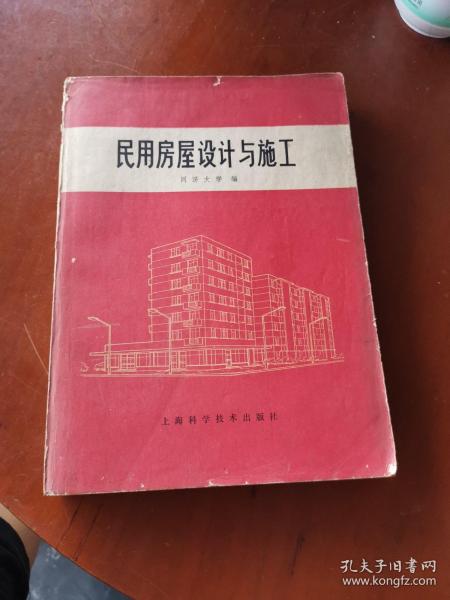 民用房屋设计与施工
同济大学 编
上海科学技术出版社
孔夫子旧书网
www.kongfz.com